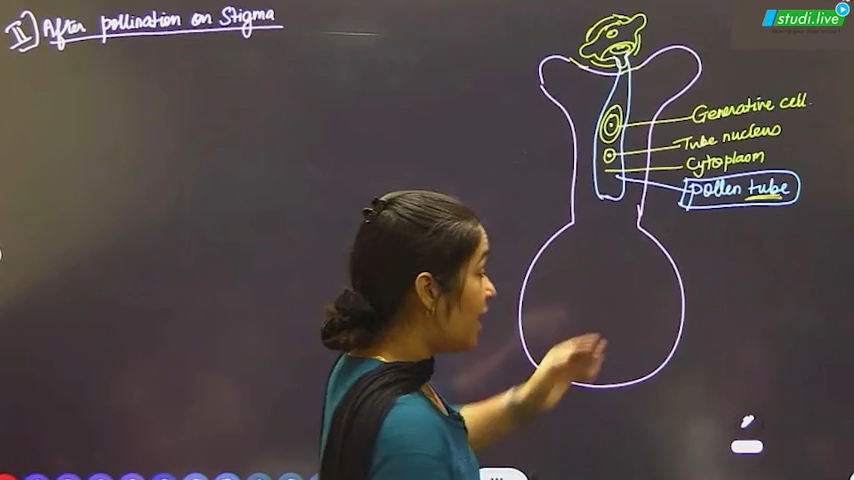 II] After pollination on Stigma
studi.live
Generative cell.
Tube nucleus
Cytoplasm
pollen tube